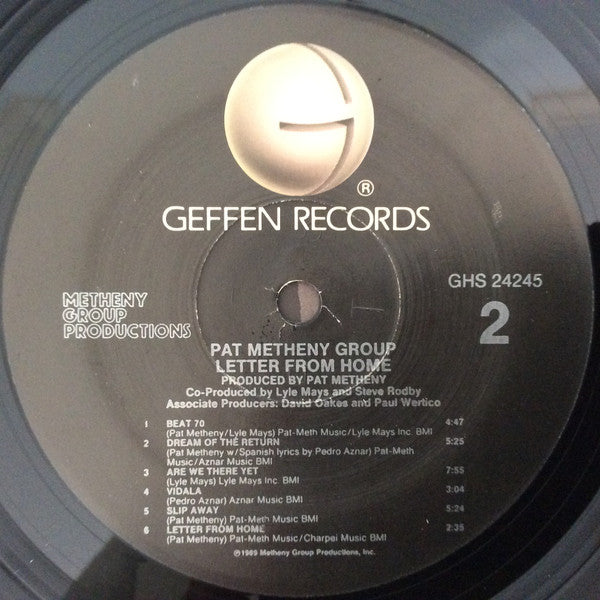 ®
GEFFEN RECORDS
GHS 24245
METHENY
GROUP
PRODUCTIONS
2
PAT METHENY GROUP
LETTER FROM HOME
PRODUCED BY PAT METHENY
Co-Produced by Lyle Mays and Steve Rodby
Associate Producers: David Oakes and Paul Wertico
1 BEAT 70 4:47
(Pat Metheny/Lyle Mays) Pat-Meth Music/Lyle Mays Inc. BMI
2 DREAM OF THE RETURN 5:25
(Pat Metheny w/Spanish lyrics by Pedro Aznar) Pat-Meth
Music/Aznar Music BMI
3 ARE WE THERE YET 7:55
(Lyle Mays) Lyle Mays Inc. BMI
4 VIDALA 3:04
(Pedro Aznar) Aznar Music BMI
5 SLIP AWAY 5:24
(Pat Metheny) Pat-Meth Music BMI
6 LETTER FROM HOME 2:35
(Pat Metheny) Pat-Meth Music/Charpei Music BMI
Ⓟ1989 Metheny Group Productions, Inc.